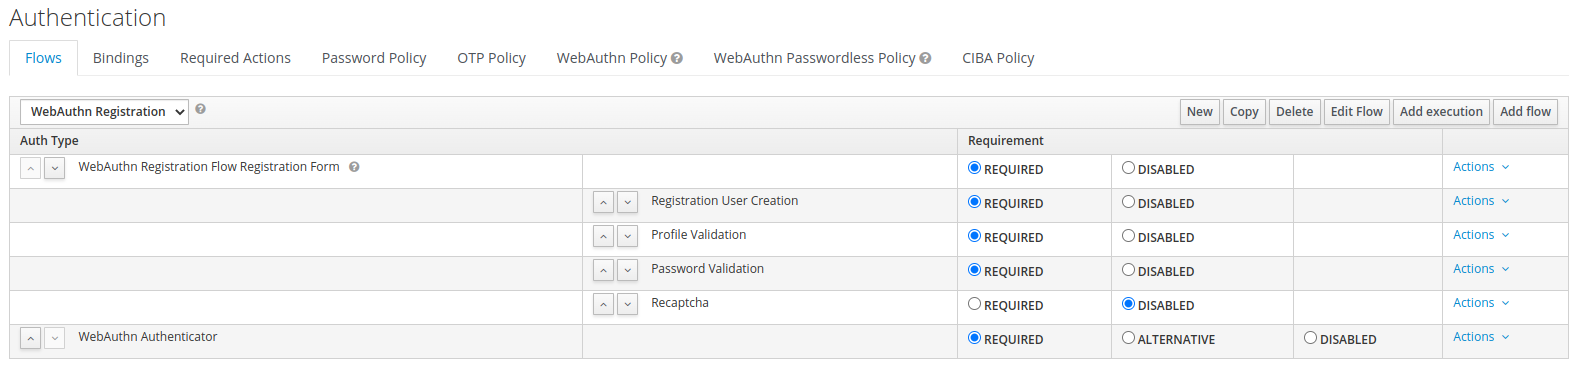 Authentication
Flows Bindings Required Actions Password Policy OTP Policy WebAuthn Policy ? WebAuthn Passwordless Policy ? CIBA Policy
WebAuthn Registration ? New Copy Delete Edit Flow Add execution Add flow
Auth Type Requirement
WebAuthn Registration Flow Registration Form ? REQUIRED DISABLED Actions
Registration User Creation REQUIRED DISABLED Actions
Profile Validation REQUIRED DISABLED Actions
Password Validation REQUIRED DISABLED Actions
Recaptcha REQUIRED DISABLED Actions
WebAuthn Authenticator REQUIRED ALTERNATIVE DISABLED Actions